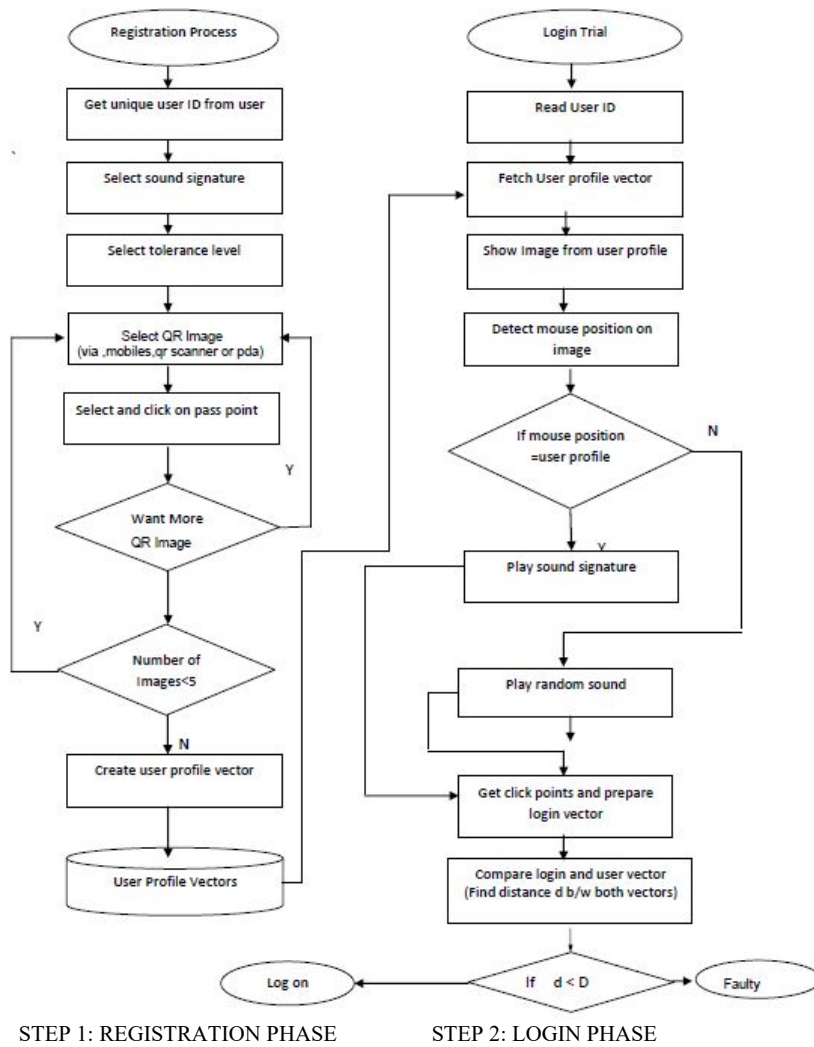 Registration Process
Get unique user ID from user
Select sound signature
Select tolerance level
Select QR Image
(via ,mobiles,qr scanner or pda)
Select and click on pass point
Y
Want More
QR Image
Y
Number of
Images<5
N
Create user profile vector
User Profile Vectors
Login Trial
Read User ID
Fetch User profile vector
Show Image from user profile
Detect mouse position on
image
If mouse position
=user profile
N
Y
Play sound signature
Play random sound
Get click points and prepare
login vector
Compare login and user vector
(Find distance d b/w both vectors)
If d < D
Log on
Faulty
STEP 1: REGISTRATION PHASE
STEP 2: LOGIN PHASE